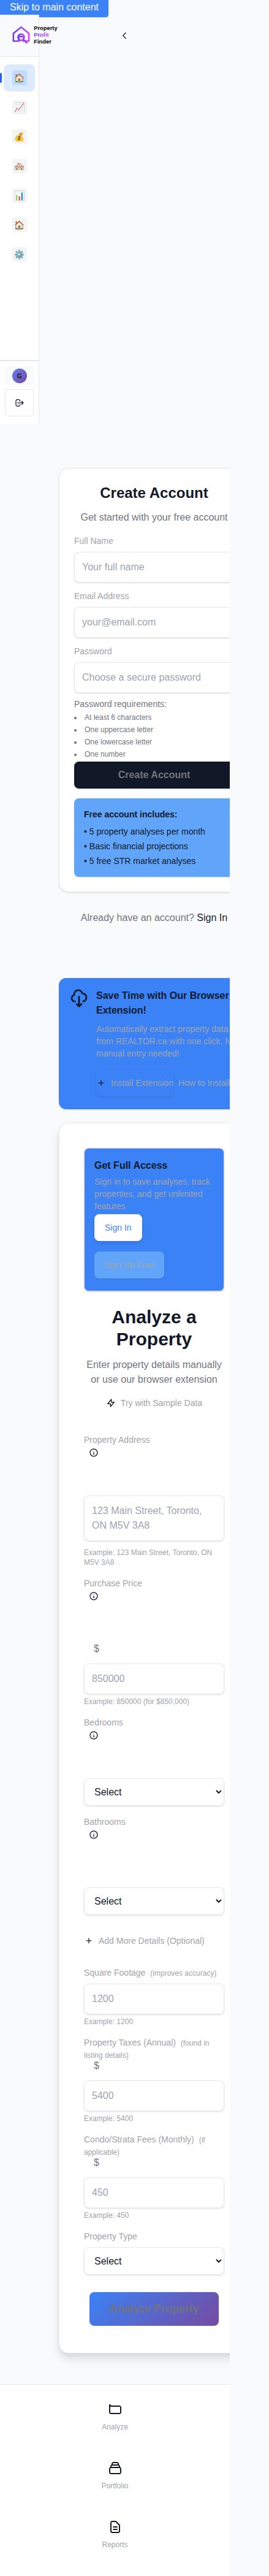 Skip to main content
Property
Profit
Finder
G
Create Account
Get started with your free account
Full Name
Your full name
Email Address
your@email.com
Password
Choose a secure password
Password requirements:
• At least 6 characters
• One uppercase letter
• One lowercase letter
• One number
Create Account
Free account includes:
• 5 property analyses per month
• Basic financial projections
• 5 free STR market analyses
Already have an account? Sign In
Save Time with Our Browser
Extension!
Automatically extract property data
from REALTOR.ca with one click. N
manual entry needed!
Install Extension How to Install
Get Full Access
Sign in to save analyses, track
properties, and get unlimited
features
Sign In
Sign Up Free
Analyze a
Property
Enter property details manually
or use our browser extension
Try with Sample Data
Property Address
123 Main Street, Toronto,
ON M5V 3A8
Example: 123 Main Street, Toronto, ON
M5V 3A8
Purchase Price
$
850000
Example: 850000 (for $850,000)
Bedrooms
Select
Bathrooms
Select
+ Add More Details (Optional)
Square Footage (improves accuracy)
1200
Example: 1200
Property Taxes (Annual) (found in
listing details)
$
5400
Example: 5400
Condo/Strata Fees (Monthly) (if
applicable)
$
450
Example: 450
Property Type
Select
Analyze Property
Analyze
Portfolio
Reports